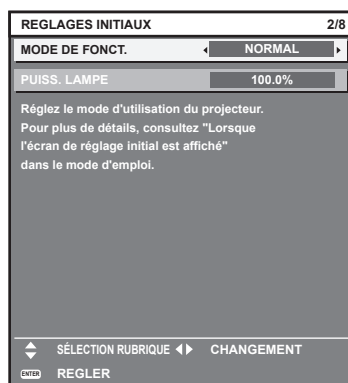 REGLAGES INITIAUX 2/8
MODE DE FONCT. NORMAL
PUISS. LAMPE 100.0%
Réglez le mode d'utilisation du projecteur.
Pour plus de détails, consultez "Lorsque
l'écran de réglage initial est affiché"
dans le mode d'emploi.
SÉLECTION RUBRIQUE CHANGEMENT
ENTER REGLER